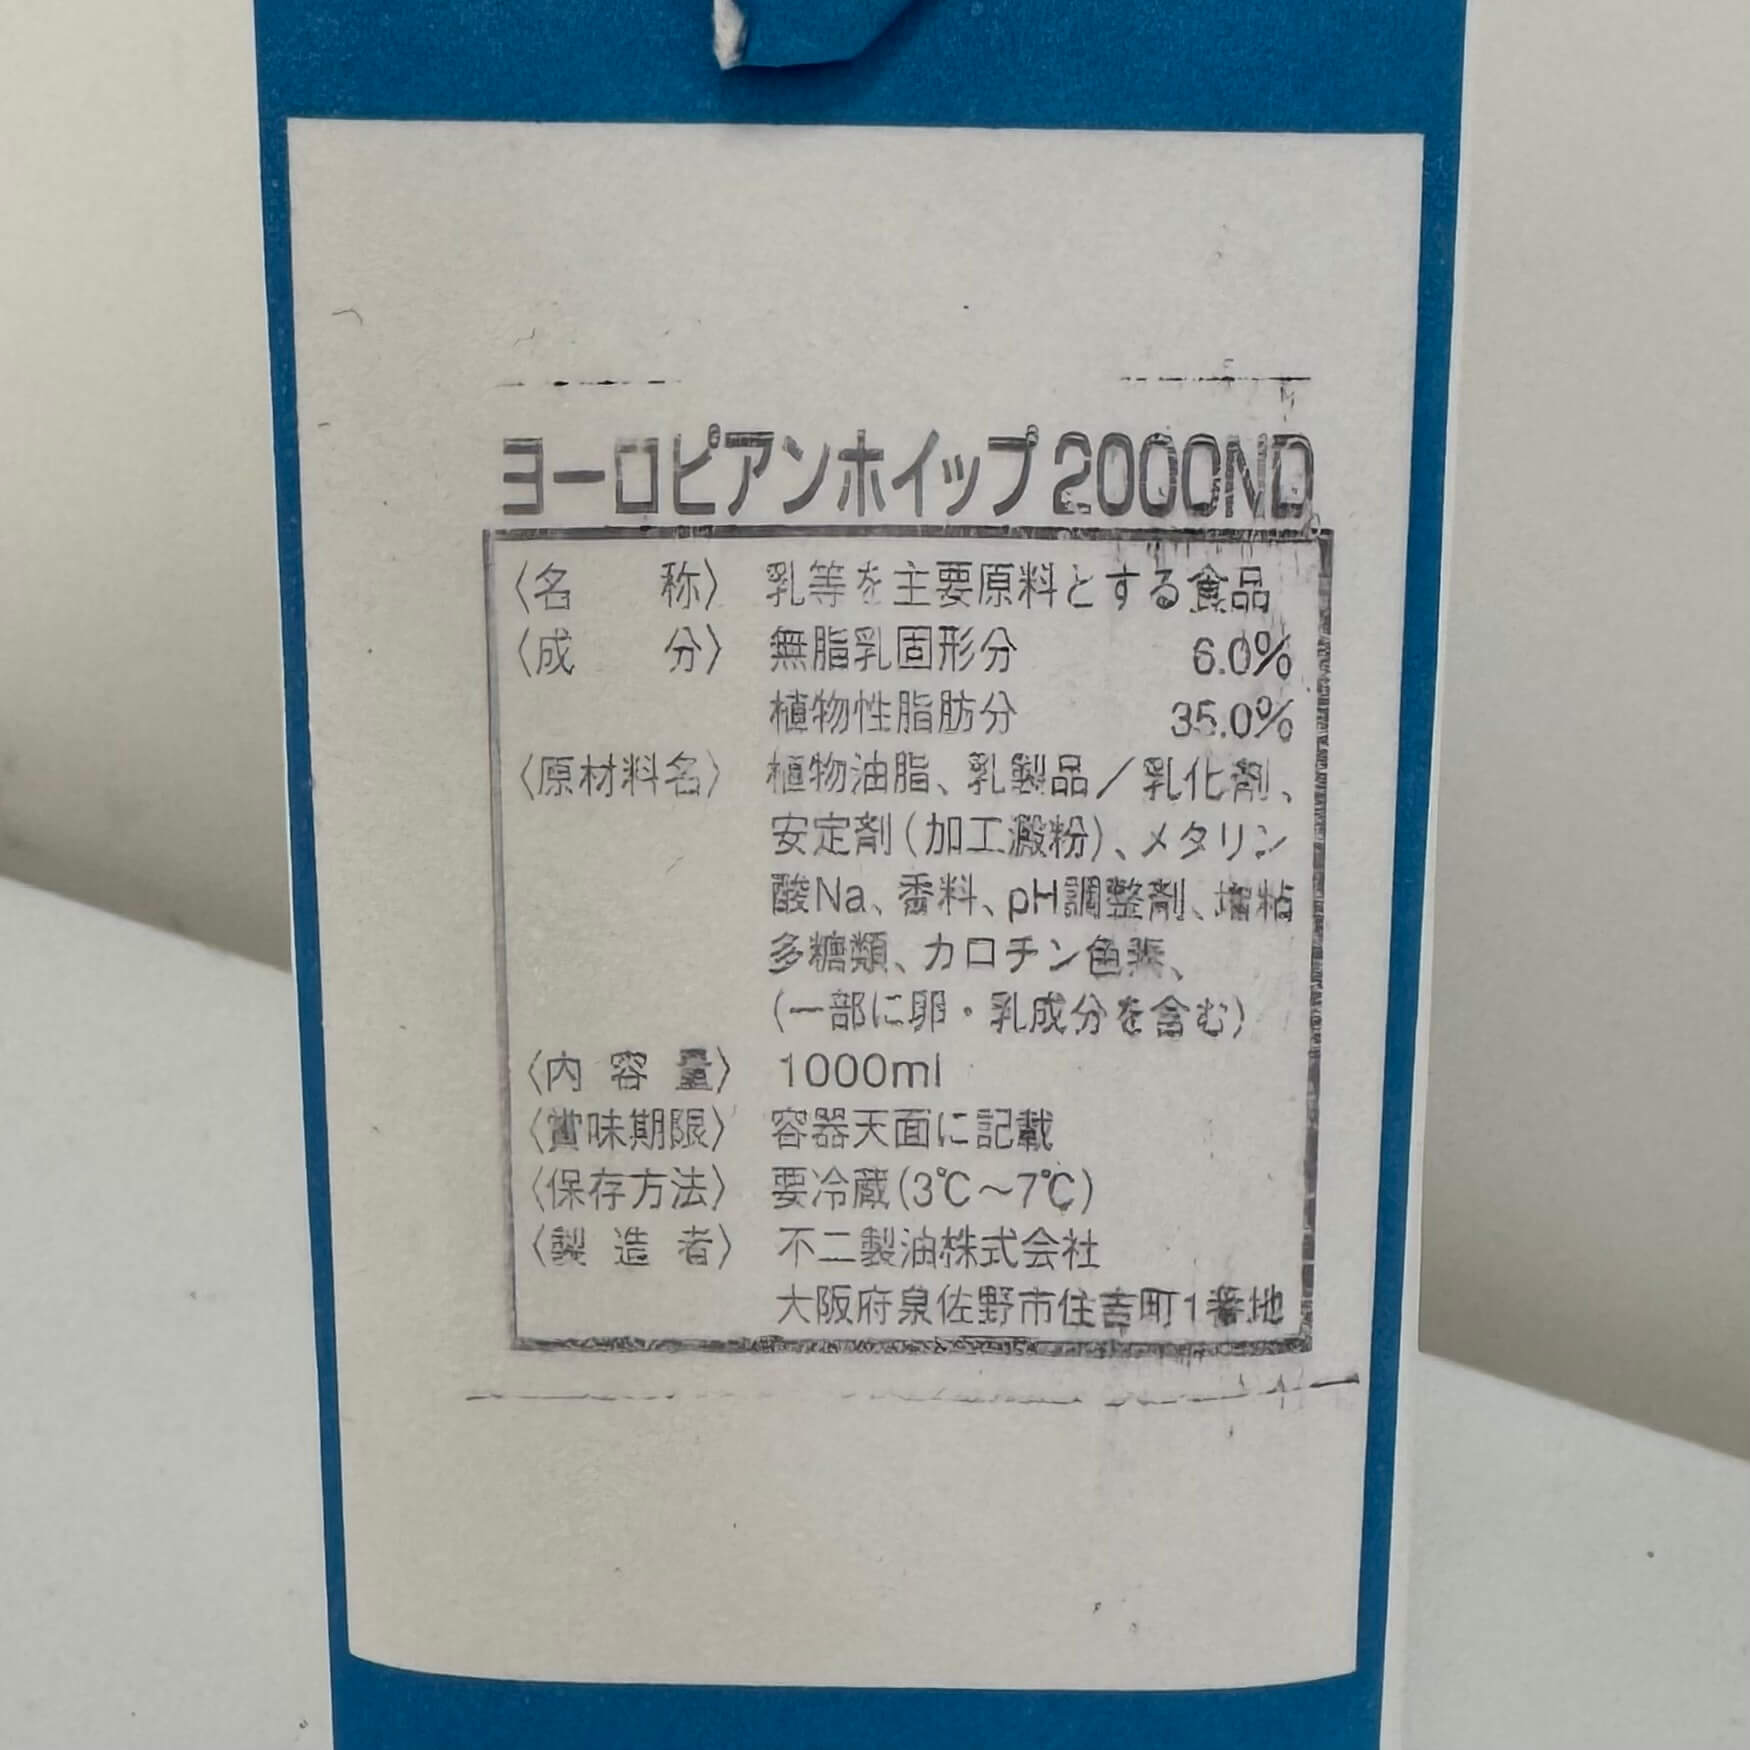 ヨーロピアンホイップ2000ND
〈名称〉 乳等を主要原料とする食品
〈成分〉 無脂乳固形分 6.0%
植物性脂肪分 35.0%
〈原材料名〉 植物油脂、乳製品／乳化剤、
安定剤(加工澱粉)、メタリン
酸Na、香料、pH調整剤、増粘
多糖類、カロチン色素、
(一部に卵・乳成分を含む)
〈内容量〉 1000ml
〈賞味期限〉 容器天面に記載
〈保存方法〉 要冷蔵(3℃〜7℃)
〈製造者〉 不二製油株式会社
大阪府泉佐野市住吉町1番地